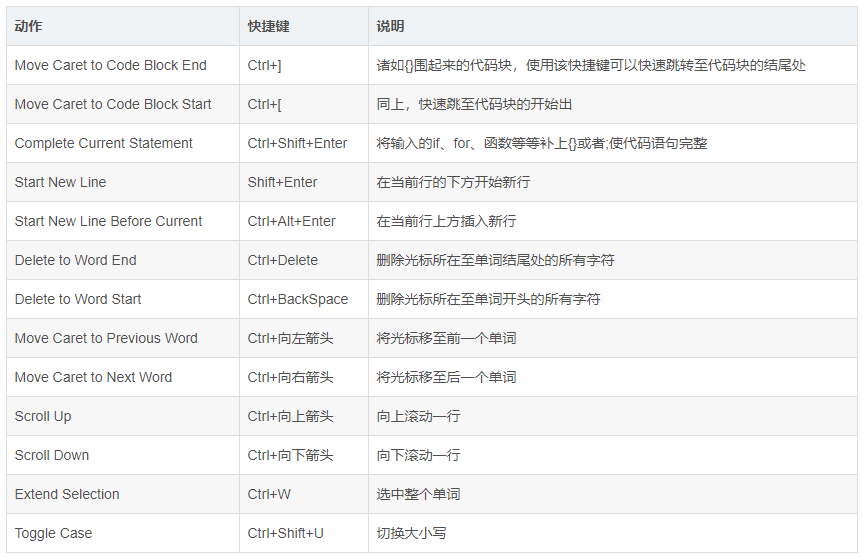 动作 快捷键 说明
Move Caret to Code Block End Ctrl+] 诸如{}围起来的代码块，使用该快捷键可以快速跳转至代码块的结尾处
Move Caret to Code Block Start Ctrl+[ 同上，快速跳至代码块的开始出
Complete Current Statement Ctrl+Shift+Enter 将输入的if、for、函数等等补上{}或者;使代码语句完整
Start New Line Shift+Enter 在当前行的下方开始新行
Start New Line Before Current Ctrl+Alt+Enter 在当前行上方插入新行
Delete to Word End Ctrl+Delete 删除光标所在至单词结尾处的所有字符
Delete to Word Start Ctrl+BackSpace 删除光标所在至单词开头的所有字符
Move Caret to Previous Word Ctrl+向左箭头 将光标移至前一个单词
Move Caret to Next Word Ctrl+向右箭头 将光标移至后一个单词
Scroll Up Ctrl+向上箭头 向上滚动一行
Scroll Down Ctrl+向下箭头 向下滚动一行
Extend Selection Ctrl+W 选中整个单词
Toggle Case Ctrl+Shift+U 切换大小写